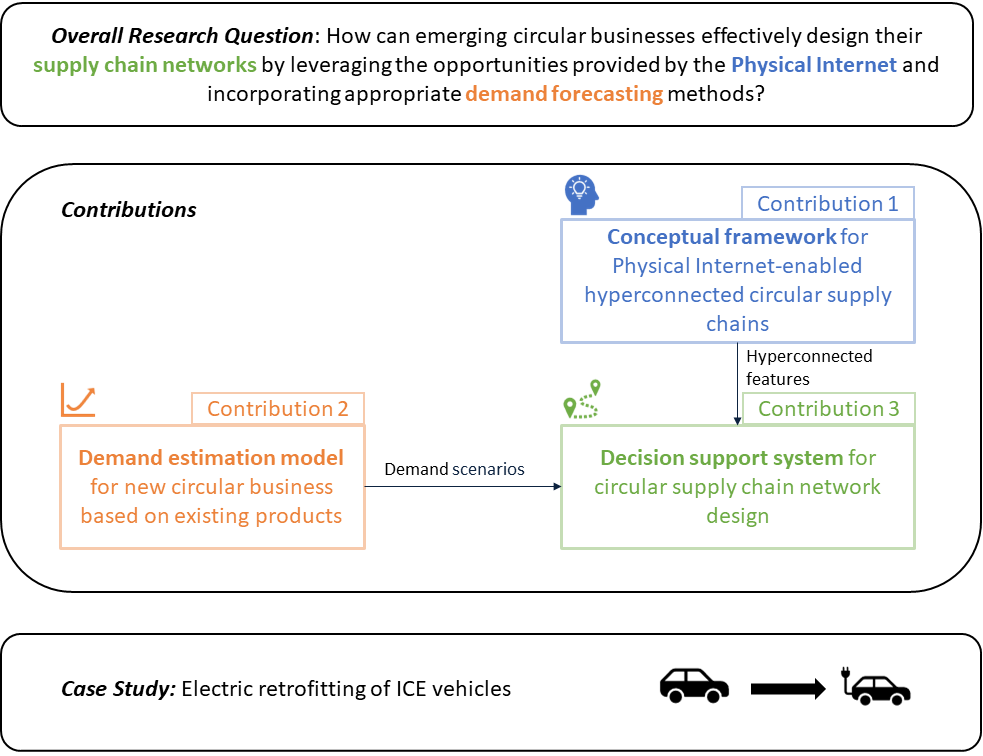 Overall Research Question: How can emerging circular businesses effectively design their
supply chain networks by leveraging the opportunities provided by the Physical Internet and
incorporating appropriate demand forecasting methods?
Contributions
Contribution 1
Conceptual framework for
Physical Internet-enabled
hyperconnected circular supply
chains
Hyperconnected
features
Contribution 2
Demand estimation model
for new circular business
based on existing products
Demand scenarios
Contribution 3
Decision support system for
circular supply chain network
design
Case Study: Electric retrofitting of ICE vehicles